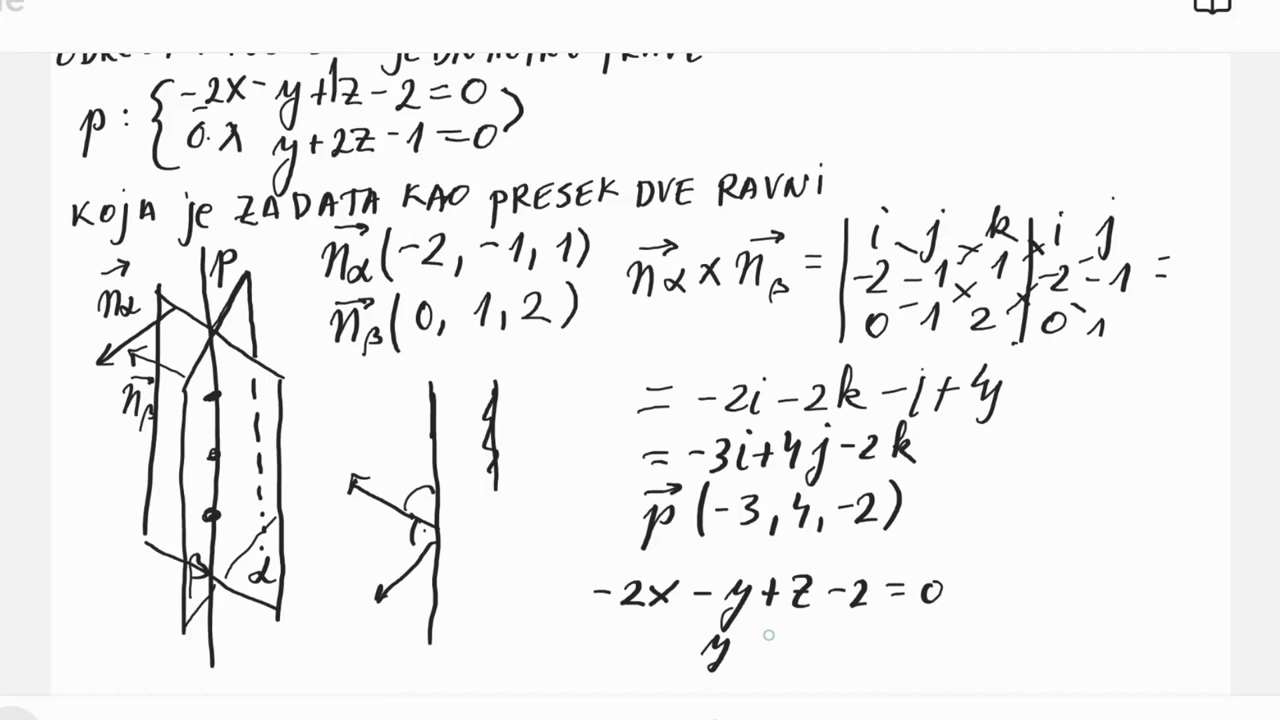 p: { -2x - y + 1z - 2 = 0
0·x y + 2z - 1 = 0 )
KOJA je ZADATA KAO PRESEK DVE RAVNI
p
n⃗α
n⃗β
β
α
n⃗α(-2, -1, 1)
n⃗β(0, 1, 2)
n⃗α × n⃗β = | i j k | i j
-2 -1 1 | -2 -1 =
0 1 2 | 0 1
= -2i - 2k - i + 4j
= -3i + 4j - 2k
p⃗ (-3, 4, -2)
-2x - y + z - 2 = 0
y